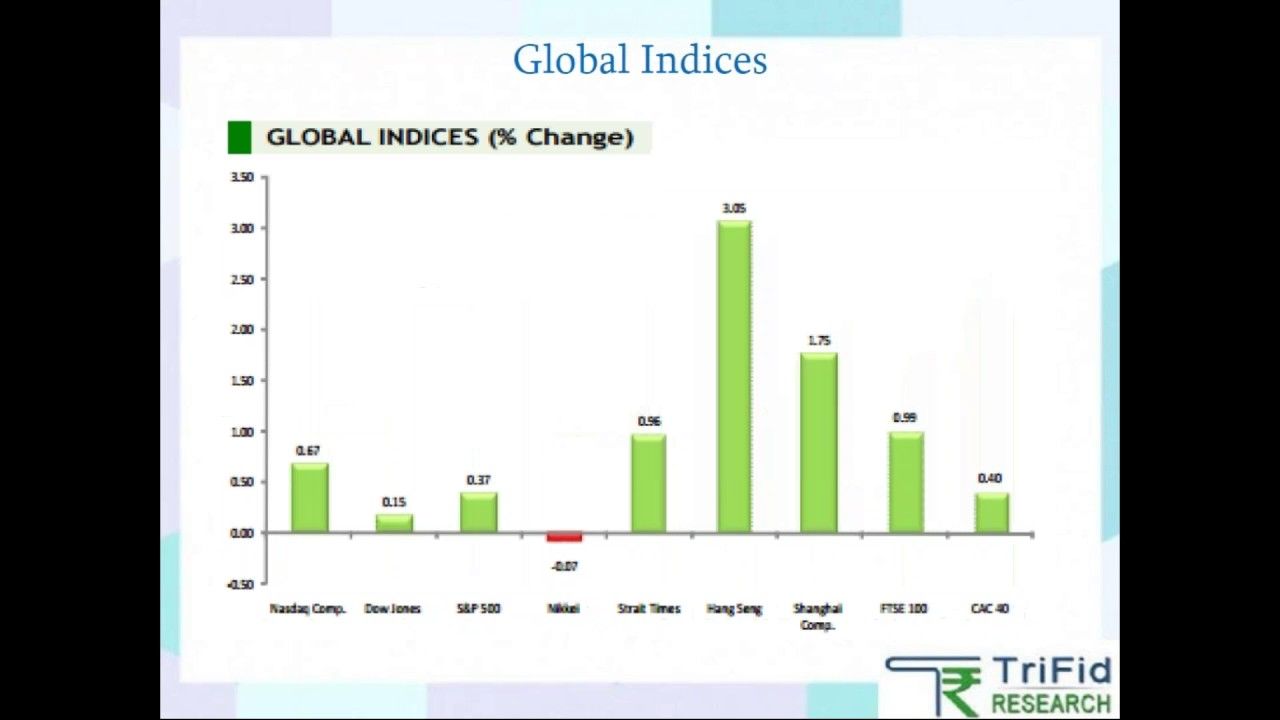 Global Indices
GLOBAL INDICES (% Change)
3.50
3.00
2.50
2.00
1.50
1.00
0.50
0.00
-0.50
0.67
0.15
0.37
-0.07
0.96
3.05
1.75
0.99
0.40
Nasdaq Comp.
Dow Jones
S&P 500
Nikkei
Strait Times
Hang Seng
Shanghai
Comp.
FTSE 100
CAC 40
TriFid
RESEARCH